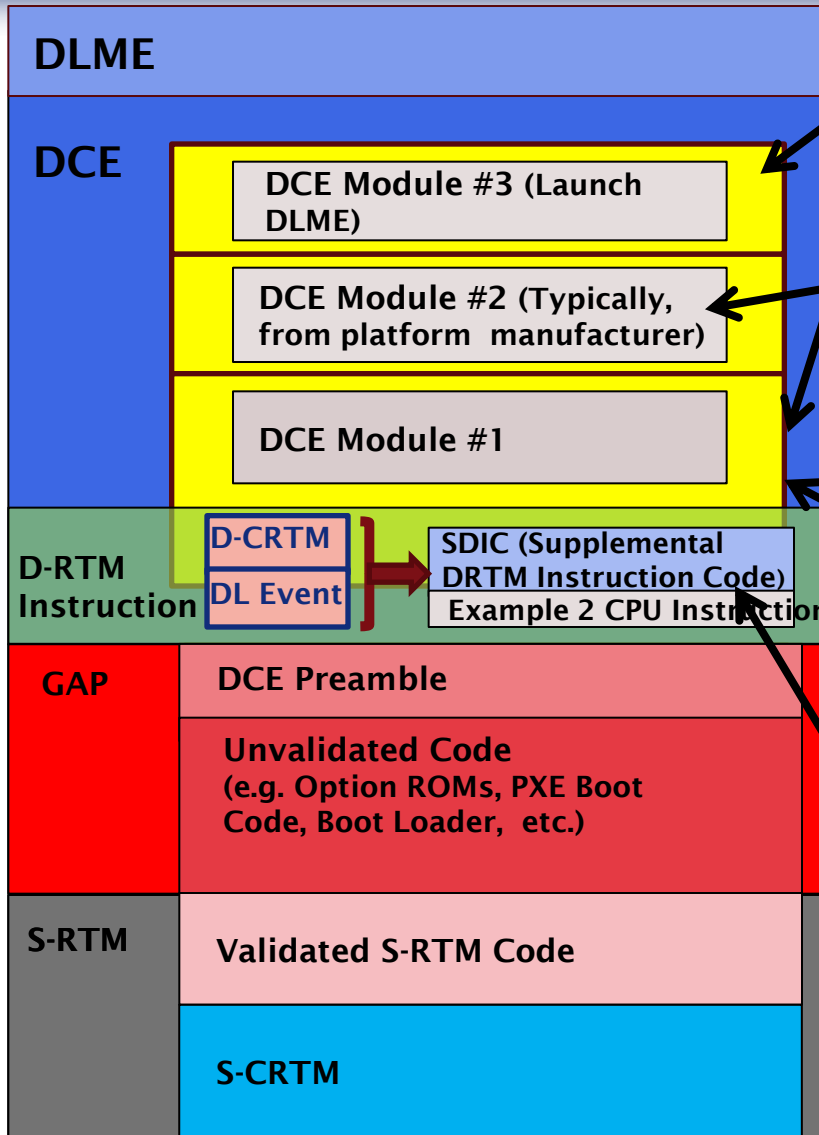 DLME
DCE
DCE Module #3 (Launch
DLME)
DCE Module #2 (Typically,
from platform manufacturer)
DCE Module #1
D-RTM
Instruction
D-CRTM
DL Event
SDIC (Supplemental
DRTM Instruction Code)
Example 2 CPU Instruction
GAP
DCE Preamble
Unvalidated Code
(e.g. Option ROMs, PXE Boot
Code, Boot Loader, etc.)
S-RTM
Validated S-RTM Code
S-CRTM